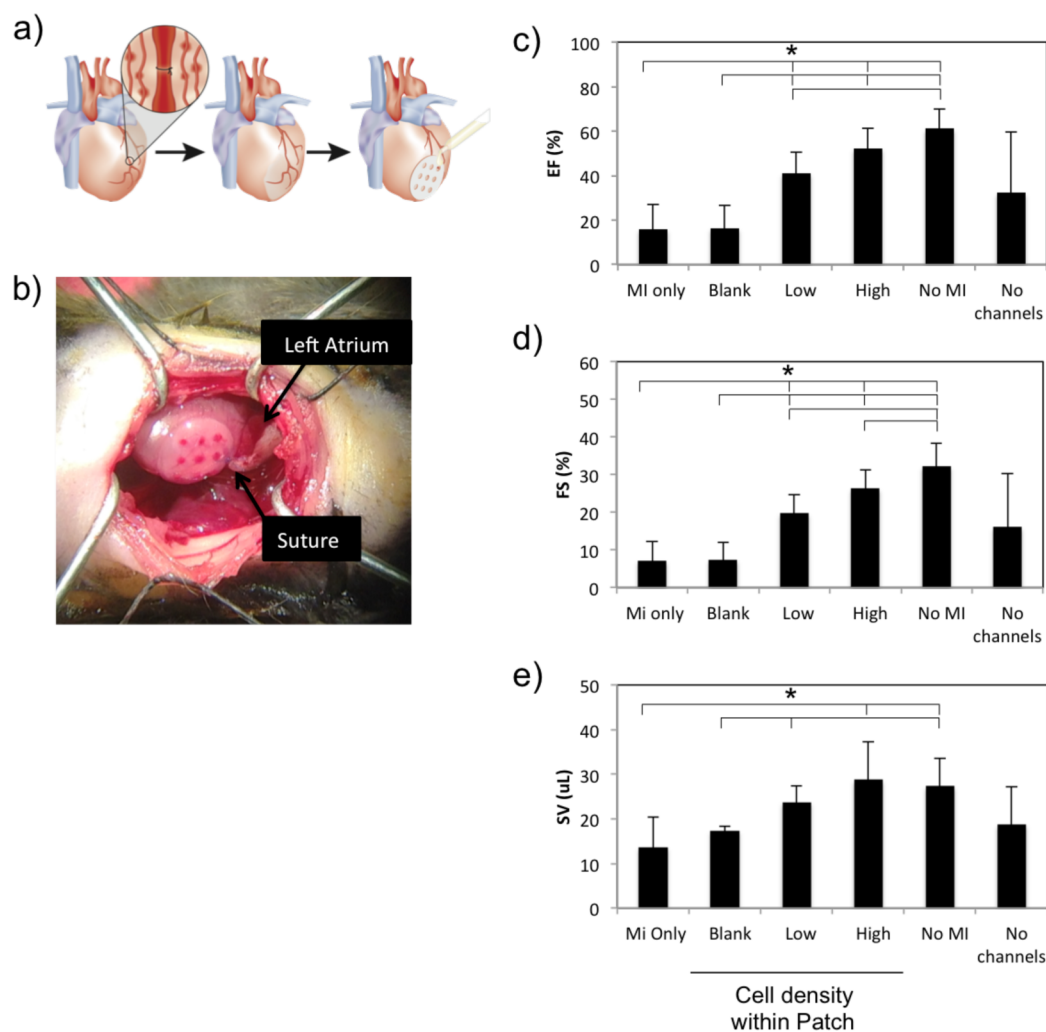 a)
b)
Left Atrium
Suture
c)
EF (%)
100
80
60
40
20
0
*
MI only Blank Low High No MI No
channels
d)
FS (%)
60
50
40
30
20
10
0
*
Mi only Blank Low High No MI No
channels
e)
SV (uL)
50
40
30
20
10
0
*
Mi Only Blank Low High No MI No
channels
Cell density
within Patch